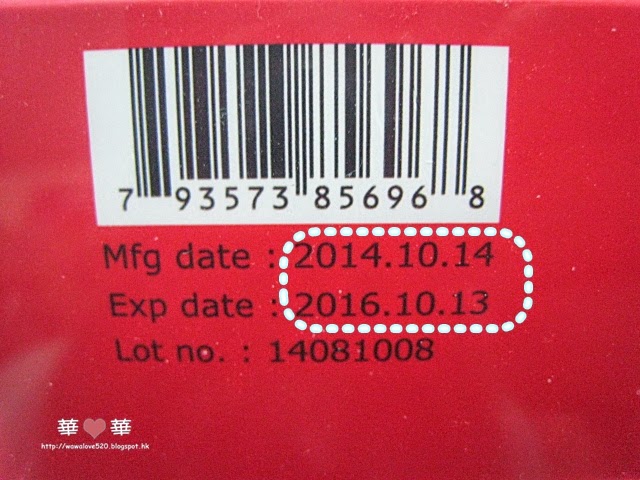 7 93573 85696 8
Mfg date : 2014.10.14
Exp date : 2016.10.13
Lot no. : 14081008
華❤華
http://wawalove520.blogspot.hk